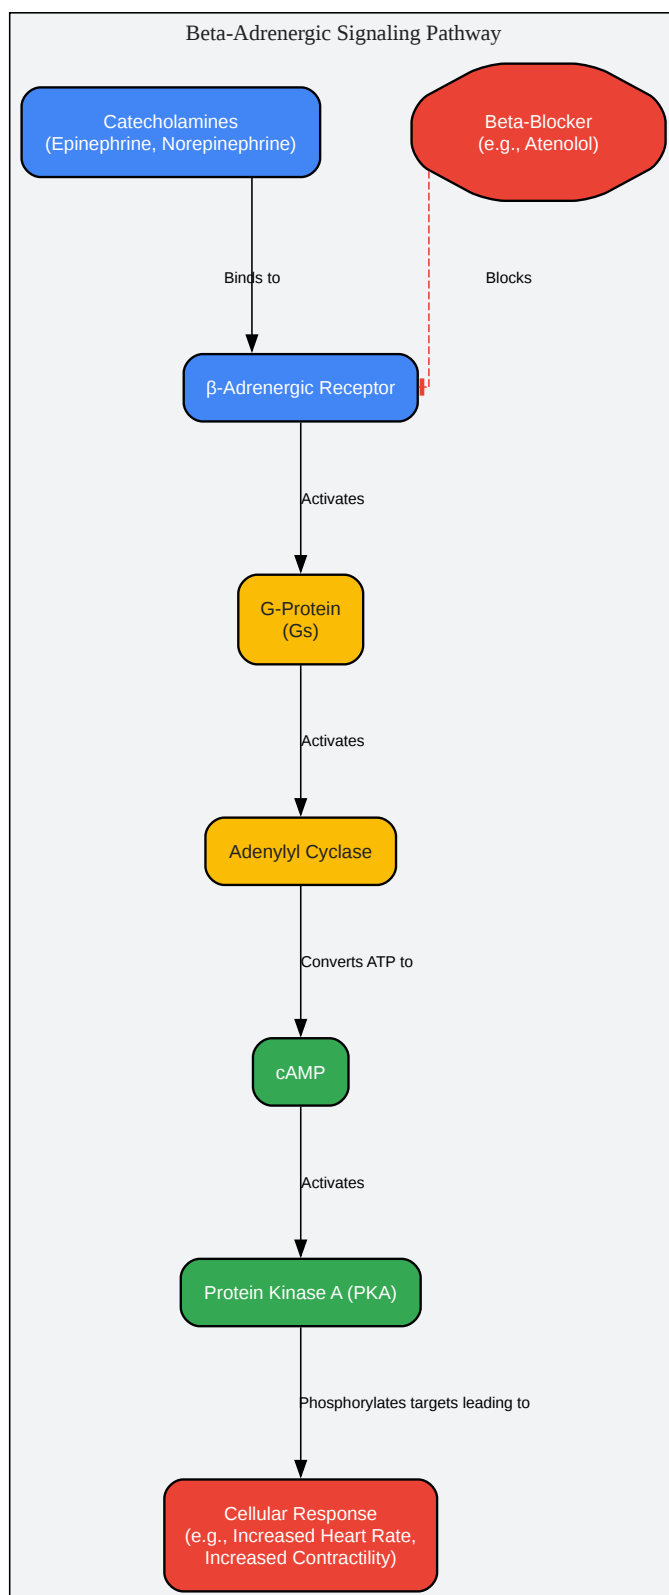 Beta-Adrenergic Signaling Pathway
Catecholamines
(Epinephrine, Norepinephrine)
Beta-Blocker
(e.g., Atenolol)
Binds to
Blocks
β-Adrenergic Receptor
Activates
G-Protein
(Gs)
Activates
Adenylyl Cyclase
Converts ATP to
cAMP
Activates
Protein Kinase A (PKA)
Phosphorylates targets leading to
Cellular Response
(e.g., Increased Heart Rate,
Increased Contractility)